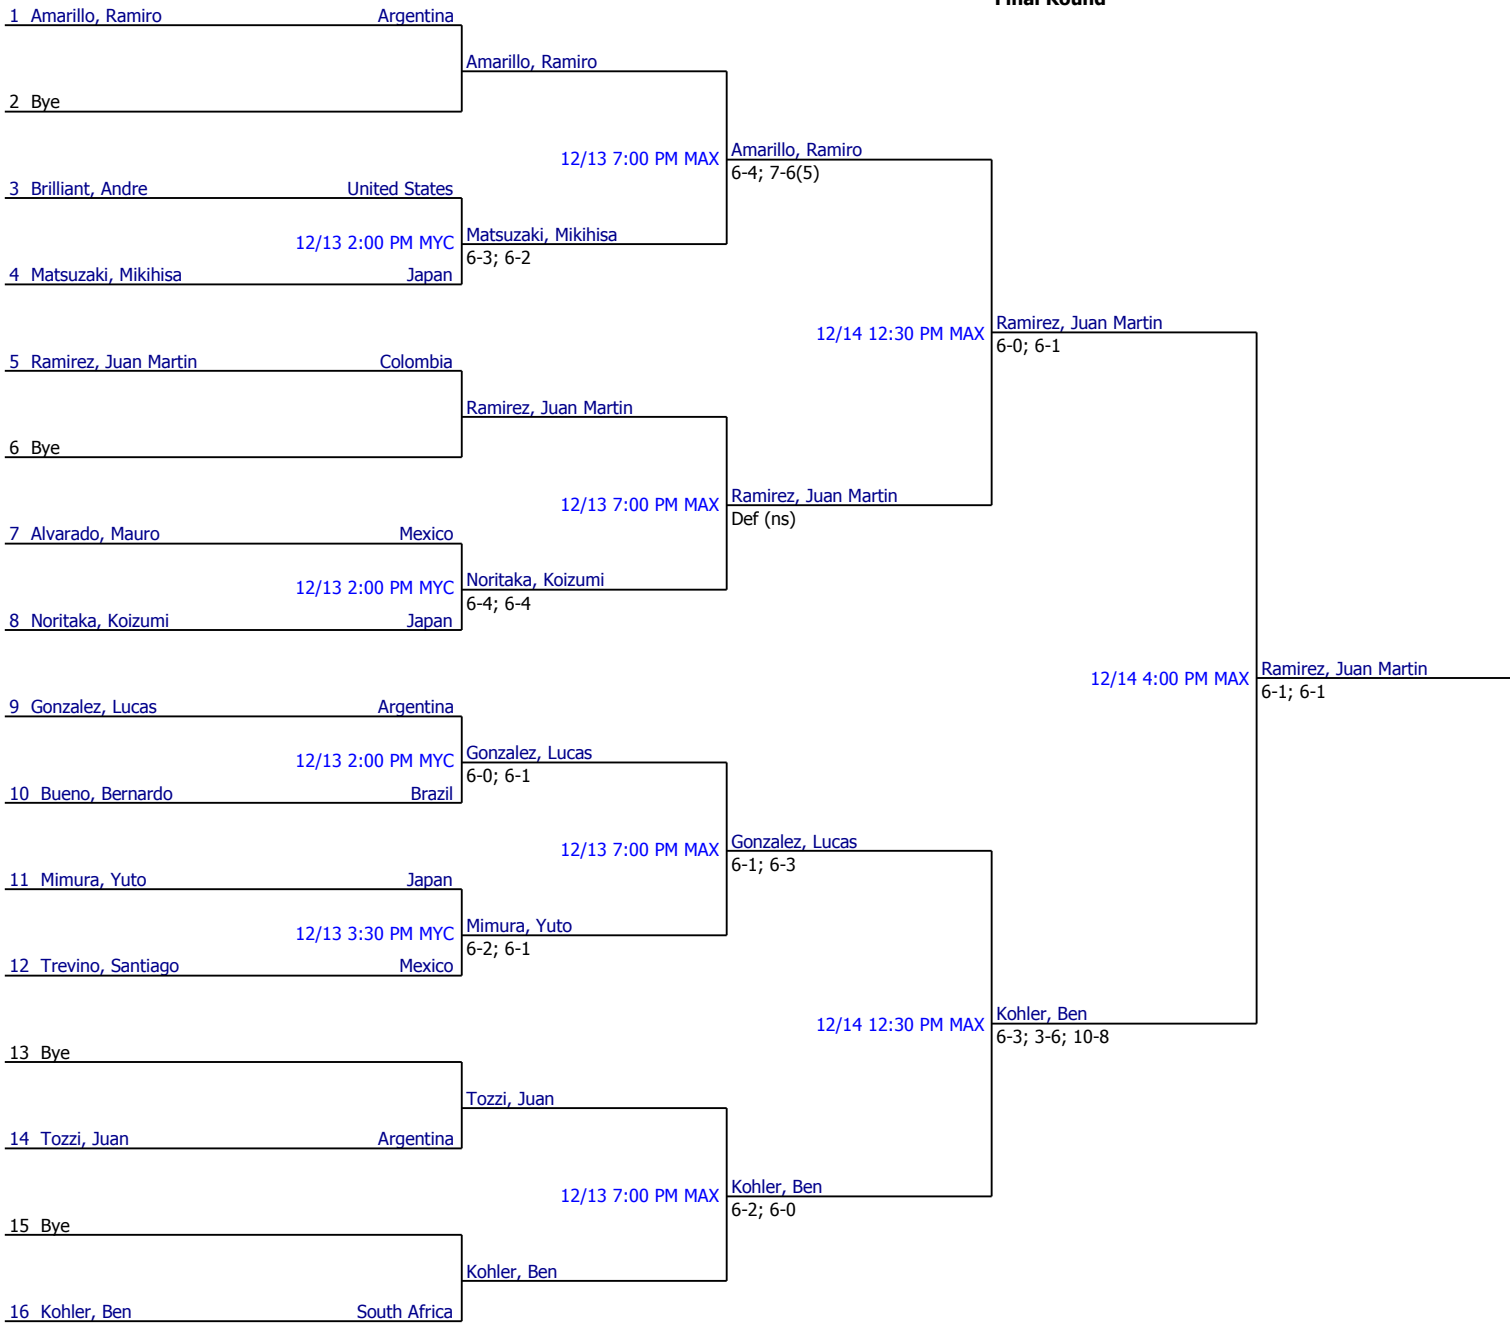 Final Round
1 Amarillo, Ramiro Argentina
Amarillo, Ramiro
2 Bye
12/13 7:00 PM MAX Amarillo, Ramiro
6-4; 7-6(5)
3 Brilliant, Andre United States
12/13 2:00 PM MYC Matsuzaki, Mikihisa
6-3; 6-2
4 Matsuzaki, Mikihisa Japan
12/14 12:30 PM MAX Ramirez, Juan Martin
6-0; 6-1
5 Ramirez, Juan Martin Colombia
Ramirez, Juan Martin
6 Bye
12/13 7:00 PM MAX Ramirez, Juan Martin
Def (ns)
7 Alvarado, Mauro Mexico
12/13 2:00 PM MYC Noritaka, Koizumi
6-4; 6-4
8 Noritaka, Koizumi Japan
12/14 4:00 PM MAX Ramirez, Juan Martin
6-1; 6-1
9 Gonzalez, Lucas Argentina
12/13 2:00 PM MYC Gonzalez, Lucas
6-0; 6-1
10 Bueno, Bernardo Brazil
12/13 7:00 PM MAX Gonzalez, Lucas
6-1; 6-3
11 Mimura, Yuto Japan
12/13 3:30 PM MYC Mimura, Yuto
6-2; 6-1
12 Trevino, Santiago Mexico
12/14 12:30 PM MAX Kohler, Ben
6-3; 3-6; 10-8
13 Bye
Tozzi, Juan
14 Tozzi, Juan Argentina
12/13 7:00 PM MAX Kohler, Ben
6-2; 6-0
15 Bye
Kohler, Ben
16 Kohler, Ben South Africa